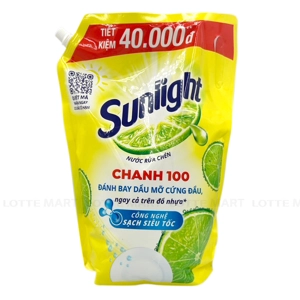 TIẾT
KIỆM 40.000đ
Sunlight
NƯỚC RỬA CHÉN
CHANH 100
ĐÁNH BAY DẦU MỠ CỨNG ĐẦU,
ngay cả trên đồ nhựa*
CÔNG NGHỆ
SẠCH SIÊU TỐC
LOTTE MART